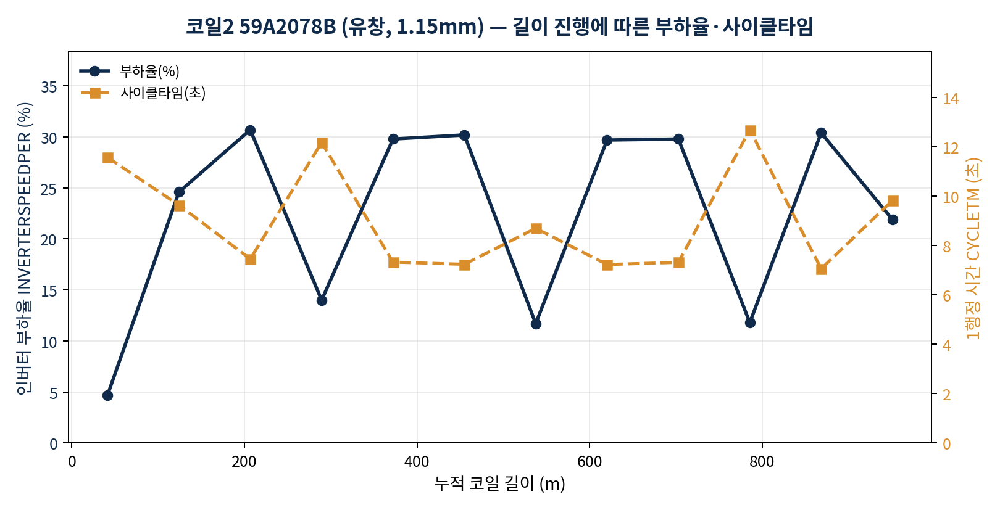 코일2 59A2078B (유창, 1.15mm) — 길이 진행에 따른 부하율·사이클타임
부하율(%)
사이클타임(초)
인버터 부하율 INVERTERSPEEDPER (%)
35
30
25
20
15
10
5
0
14
12
10
8
6
4
2
0
1행정 시간 CYCLETM (초)
0 200 400 600 800
누적 코일 길이 (m)